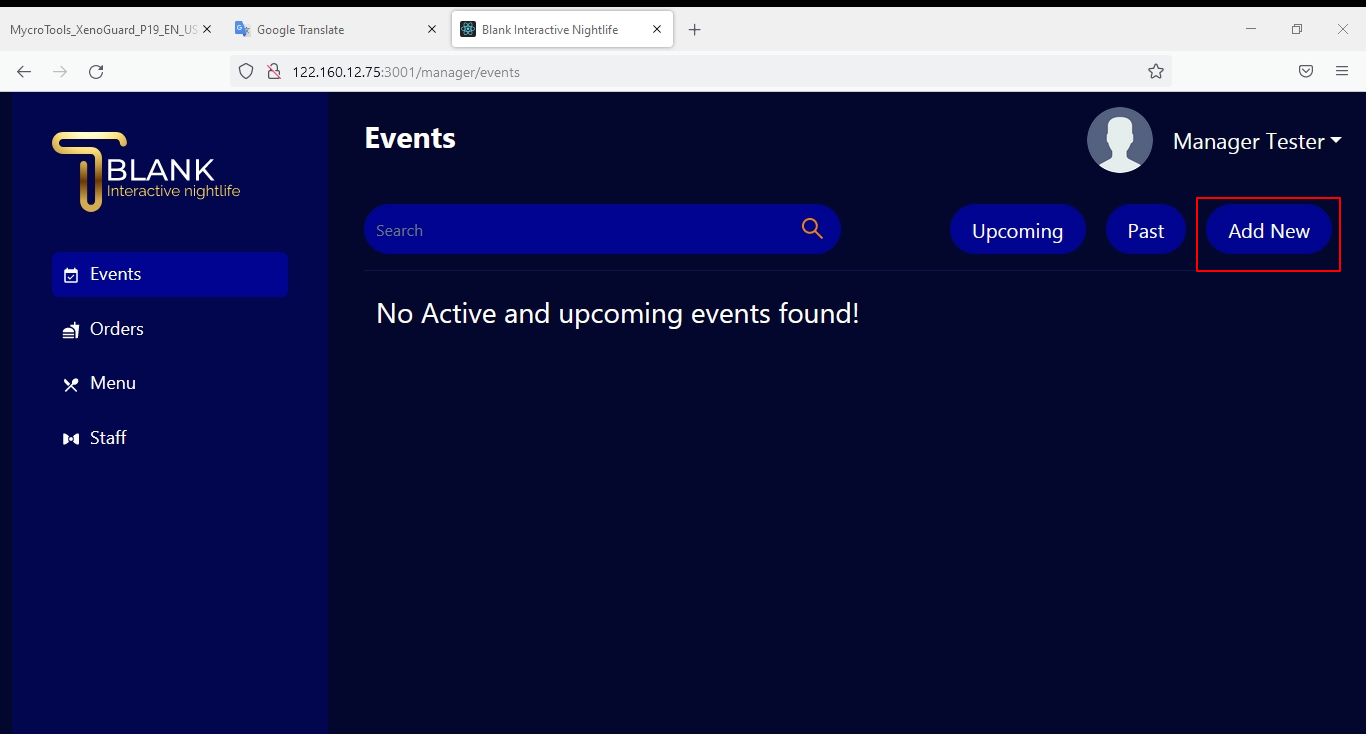 MycroTools_XenoGuard_P19_EN_US
Google Translate
Blank Interactive Nightlife
122.160.12.75:3001/manager/events
BLANK
Interactive nightlife
Events
Manager Tester
Search
Upcoming
Past
Add New
Events
Orders
Menu
Staff
No Active and upcoming events found!